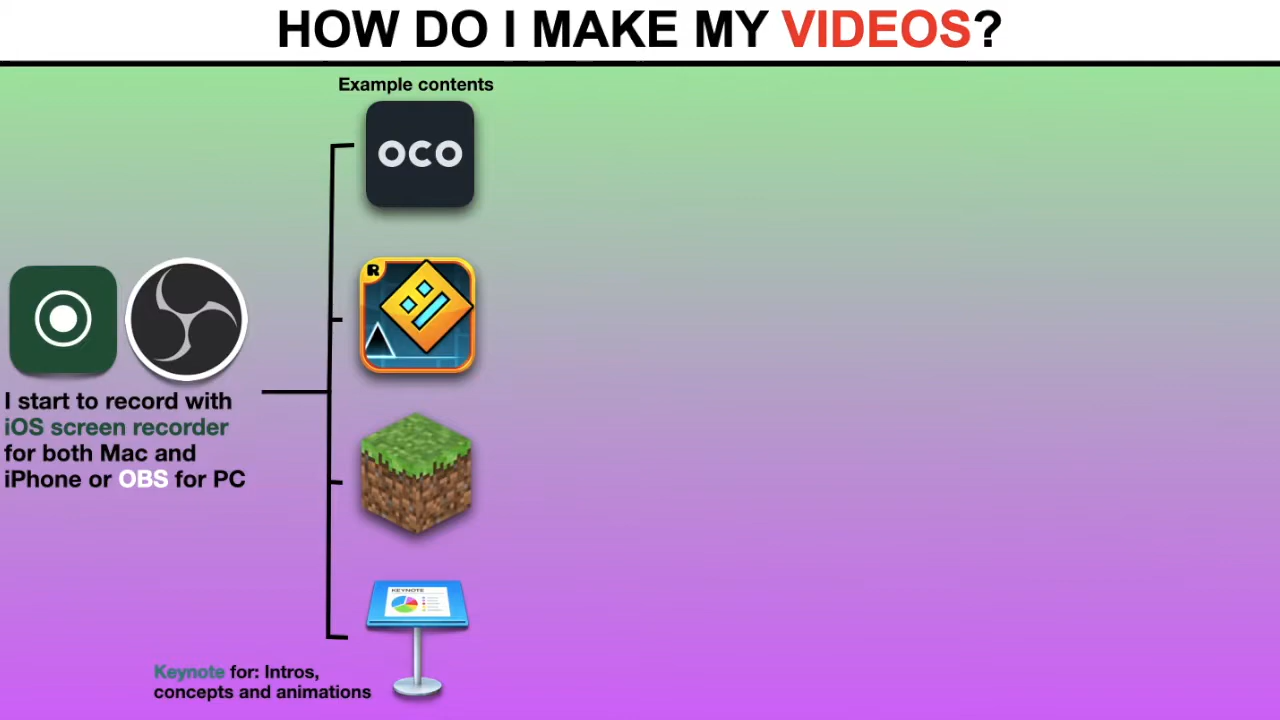 HOW DO I MAKE MY VIDEOS?
Example contents
oco
R
I start to record with
iOS screen recorder
for both Mac and
iPhone or OBS for PC
KEYNOTE
Keynote for: Intros,
concepts and animations